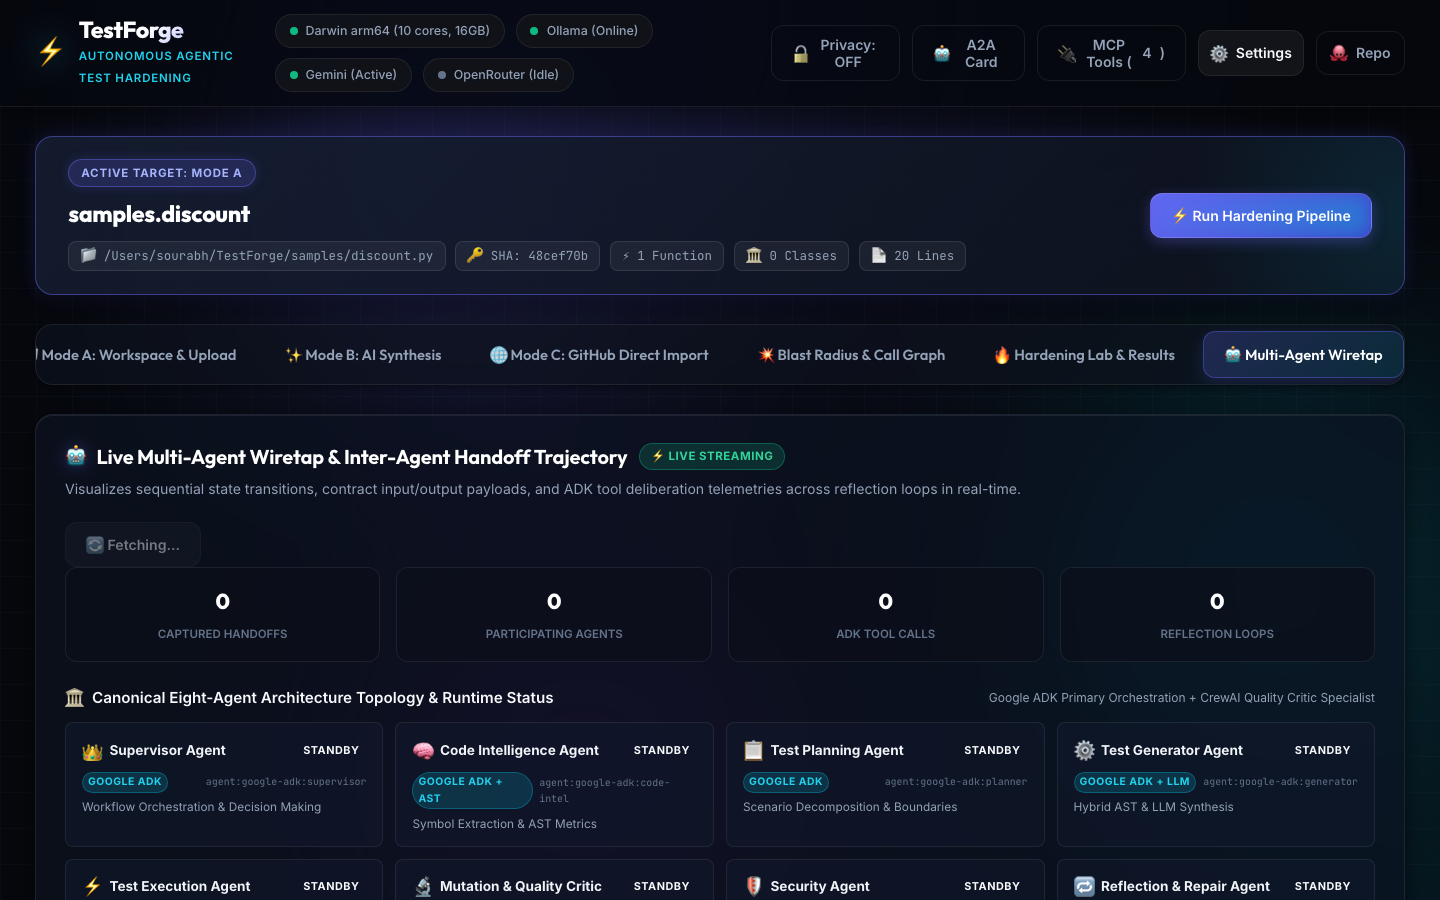 TestForge
AUTONOMOUS AGENTIC
TEST HARDENING
Darwin arm64 (10 cores, 16GB)
Ollama (Online)
Gemini (Active)
OpenRouter (Idle)
Privacy:
OFF
A2A
Card
MCP
Tools ( 4 )
Settings
Repo
ACTIVE TARGET: MODE A
samples.discount
/Users/sourabh/TestForge/samples/discount.py
SHA: 48cef70b
⚡ 1 Function
0 Classes
20 Lines
⚡ Run Hardening Pipeline
Mode A: Workspace & Upload
Mode B: AI Synthesis
Mode C: GitHub Direct Import
Blast Radius & Call Graph
Hardening Lab & Results
Multi-Agent Wiretap
Live Multi-Agent Wiretap & Inter-Agent Handoff Trajectory
⚡ LIVE STREAMING
Visualizes sequential state transitions, contract input/output payloads, and ADK tool deliberation telemetries across reflection loops in real-time.
Fetching...
0
CAPTURED HANDOFFS
0
PARTICIPATING AGENTS
0
ADK TOOL CALLS
0
REFLECTION LOOPS
Canonical Eight-Agent Architecture Topology & Runtime Status
Google ADK Primary Orchestration + CrewAI Quality Critic Specialist
Supervisor Agent
STANDBY
GOOGLE ADK
agent:google-adk:supervisor
Workflow Orchestration & Decision Making
Code Intelligence Agent
STANDBY
GOOGLE ADK +
AST
agent:google-adk:code-
intel
Symbol Extraction & AST Metrics
Test Planning Agent
STANDBY
GOOGLE ADK
agent:google-adk:planner
Scenario Decomposition & Boundaries
Test Generator Agent
STANDBY
GOOGLE ADK + LLM
agent:google-adk:generator
Hybrid AST & LLM Synthesis
Test Execution Agent
STANDBY
Mutation & Quality Critic
STANDBY
Security Agent
STANDBY
Reflection & Repair Agent
STANDBY